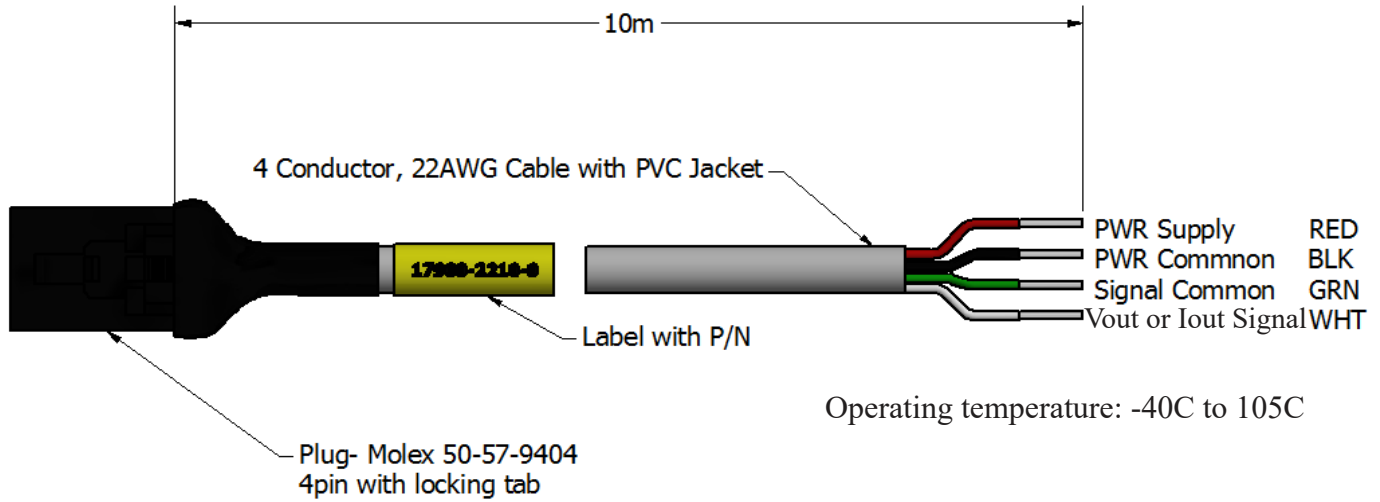 10m
4 Conductor, 22AWG Cable with PVC Jacket
PWR Supply RED
PWR Commnon BLK
Signal Common GRN
Vout or Iout Signal WHT
Label with P/N
Operating temperature: -40C to 105C
Plug- Molex 50-57-9404
4pin with locking tab